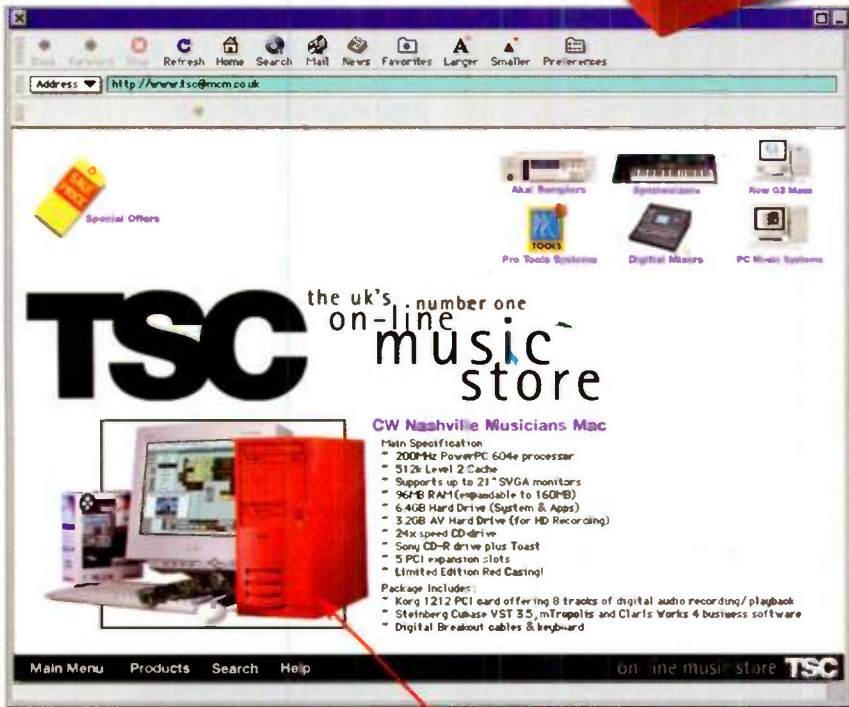 Back Forward Stop Refresh Home Search Mail News Favorites Larger Smaller Preferences
Address http://www.tsc@mcm.co.uk
SALE PRICE
Special Offers
Akai Samplers Synthesizers New G3 Macs
TOOLS
Pro Tools Systems Digital Mixers PC Music Systems
TSC
the uk's number one
on-line
music
store
CW Nashville Musicians Mac
Main Specification
~ 200MHz PowerPC 604e processor
~ 512k Level 2 Cache
~ Supports up to 21" SVGA monitors
~ 96MB RAM (expandable to 160MB)
~ 6.4GB Hard Drive (System & Apps)
~ 3.2GB AV Hard Drive (for HD Recording)
~ 24x speed CD drive
~ Sony CD-R drive plus Toast
~ 5 PCI expansion slots
~ Limited Edition Red Casing!
Package Includes:
~ Korg 1212 PCI card offering 8 tracks of digital audio recording/playback
~ Steinberg Cubase VST 3.5, mTropolis and Claris Works 4 business software
~ Digital Breakout cables & keyboard
Main Menu Products Search Help
on-line music store TSC